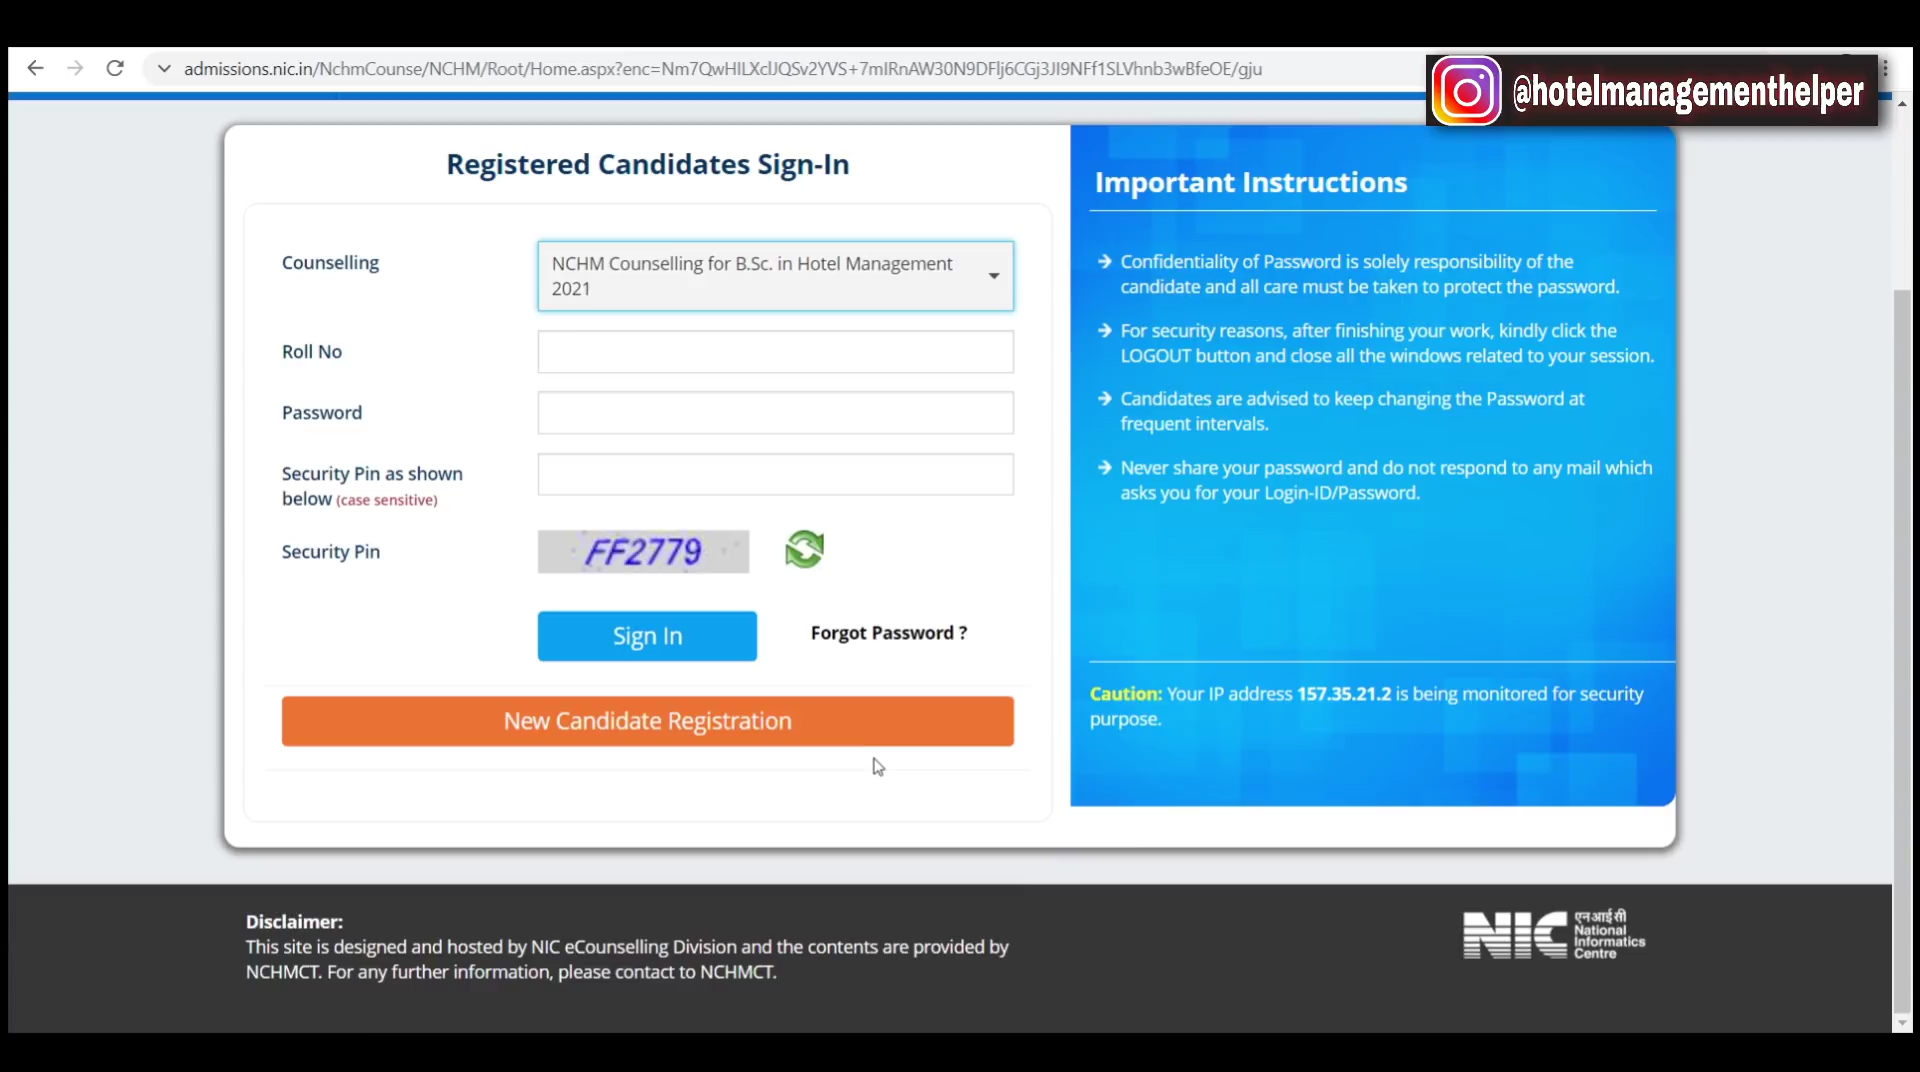 admissions.nic.in/NchmCounse/NCHM/Root/Home.aspx?enc=Nm7QwHILXclJQSv2YVS+7mIRnAW30N9DFlj6CGj3JI9NFf1SLVhnb3wBfeOE/gju
@hotelmanagementhelper
Registered Candidates Sign-In
Counselling
NCHM Counselling for B.Sc. in Hotel Management
2021
Roll No
Password
Security Pin as shown
below (case sensitive)
Security Pin
FF2779
Sign In
Forgot Password ?
New Candidate Registration
Important Instructions
Confidentiality of Password is solely responsibility of the
candidate and all care must be taken to protect the password.
For security reasons, after finishing your work, kindly click the
LOGOUT button and close all the windows related to your session.
Candidates are advised to keep changing the Password at
frequent intervals.
Never share your password and do not respond to any mail which
asks you for your Login-ID/Password.
Caution: Your IP address 157.35.21.2 is being monitored for security
purpose.
Disclaimer:
This site is designed and hosted by NIC eCounselling Division and the contents are provided by
NCHMCT. For any further information, please contact to NCHMCT.
NIC
एनआईसी
National
Informatics
Centre